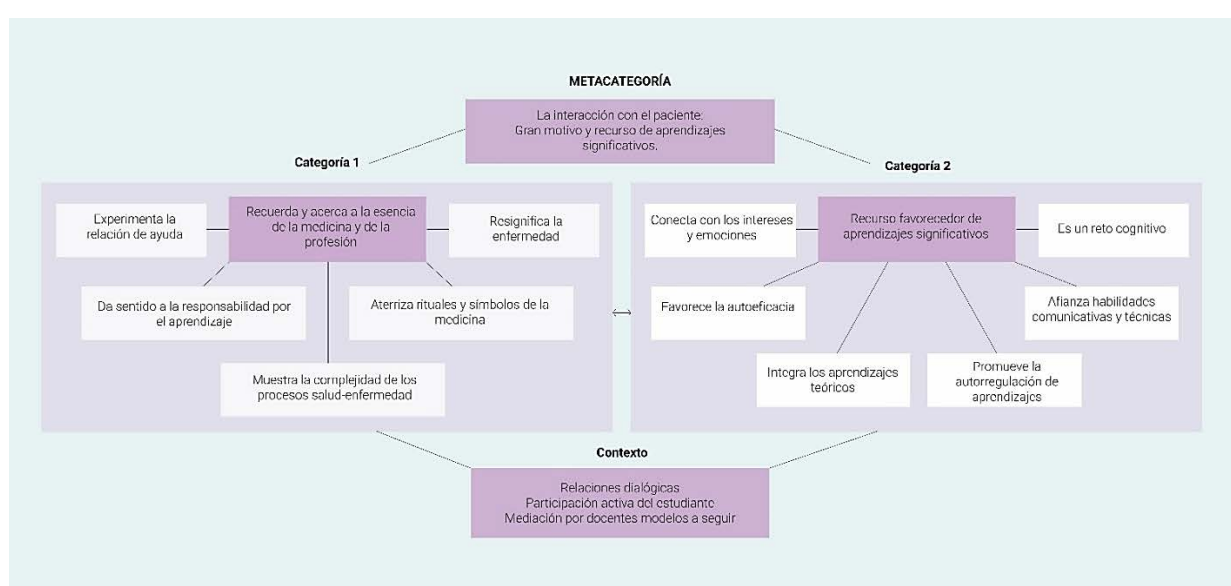 METACATEGORÍA
La interacción con el paciente:
Gran motivo y recurso de aprendizajes
significativos.
Categoría 1
Categoría 2
Experimenta la
relación de ayuda
Recuerda y acerca a la esencia
de la medicina y de la
profesión
Resignifica la
enfermedad
Da sentido a la responsabilidad por
el aprendizaje
Aterriza rituales y símbolos de la
medicina
Muestra la complejidad de los
procesos salud-enfermedad
Conecta con los intereses
y emociones
Recurso favorecedor de
aprendizajes significativos
Es un reto cognitivo
Favorece la autoeficacia
Afianza habilidades
comunicativas y técnicas
Integra los aprendizajes
teóricos
Promueve la
autorregulación de
aprendizajes
Contexto
Relaciones dialógicas
Participación activa del estudiante
Mediación por docentes modelos a seguir